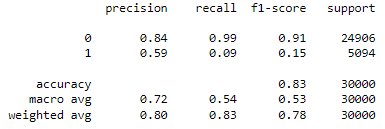 precision recall f1-score support
0 0.84 0.99 0.91 24906
1 0.59 0.09 0.15 5094
accuracy 0.83 30000
macro avg 0.72 0.54 0.53 30000
weighted avg 0.80 0.83 0.78 30000